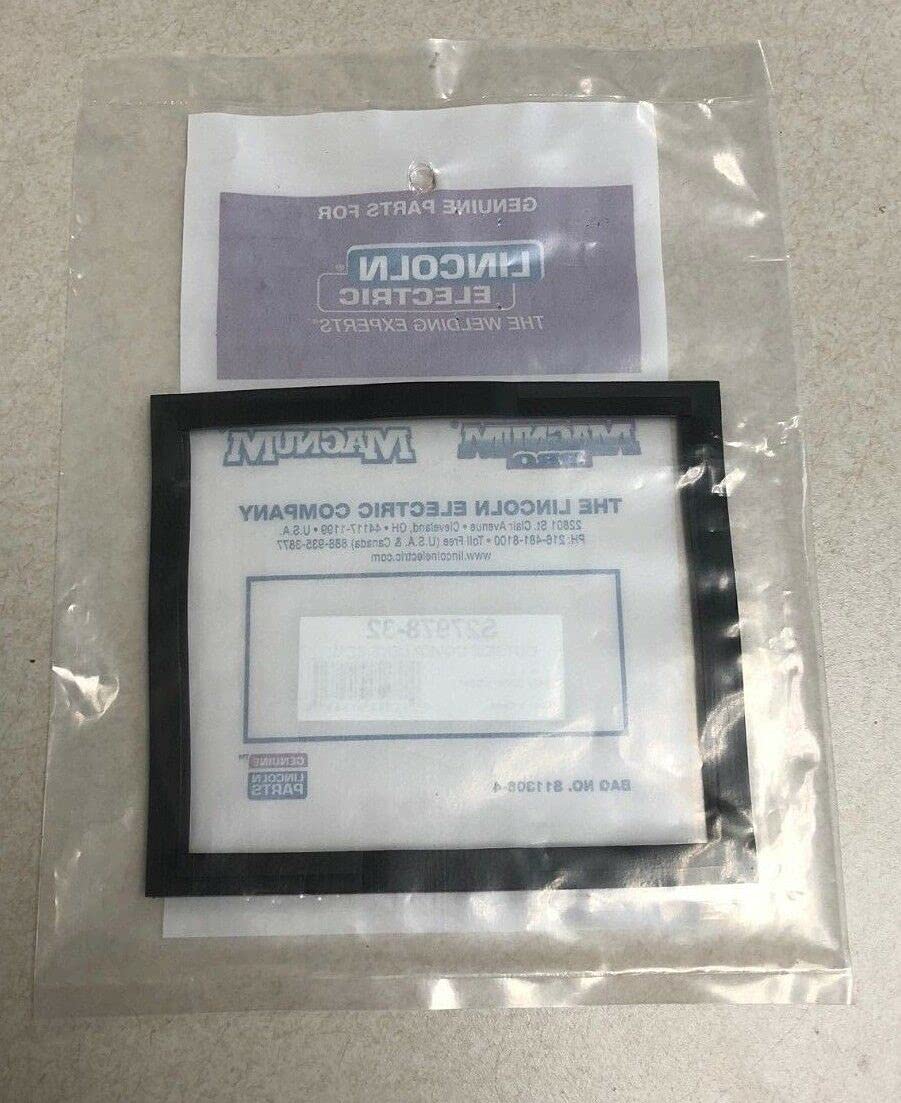 GENUINE PARTS FOR
LINCOLN®
ELECTRIC
THE WELDING EXPERTS®
MAGNUM PRO® MAGNUM
THE LINCOLN ELECTRIC COMPANY
22801 St. Clair Avenue • Cleveland, OH • 44117-1199 • U.S.A.
PH: 216-481-8100 • Toll Free (U.S.A. & Canada) 888-935-3877
www.lincolnelectric.com
S27978-32
BAG NO. S11306-4
GENUINE™
LINCOLN
PARTS